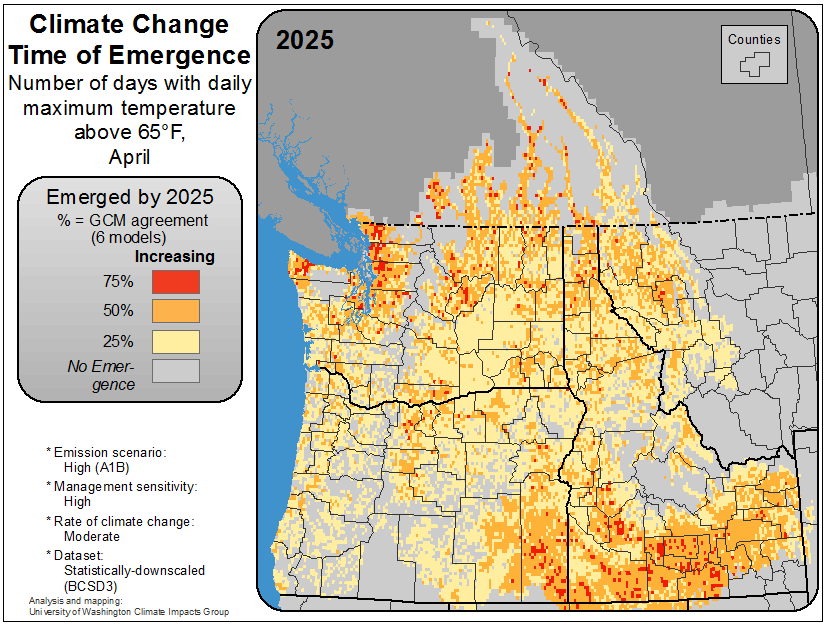 Climate Change
Time of Emergence
Number of days with daily
maximum temperature
above 65°F,
April
2025
Counties
Emerged by 2025
% = GCM agreement
(6 models)
Increasing
75%
50%
25%
No Emer-
gence
* Emission scenario:
High (A1B)
* Management sensitivity:
High
* Rate of climate change:
Moderate
* Dataset:
Statistically-downscaled
(BCSD3)
Analysis and mapping:
University of Washington Climate Impacts Group